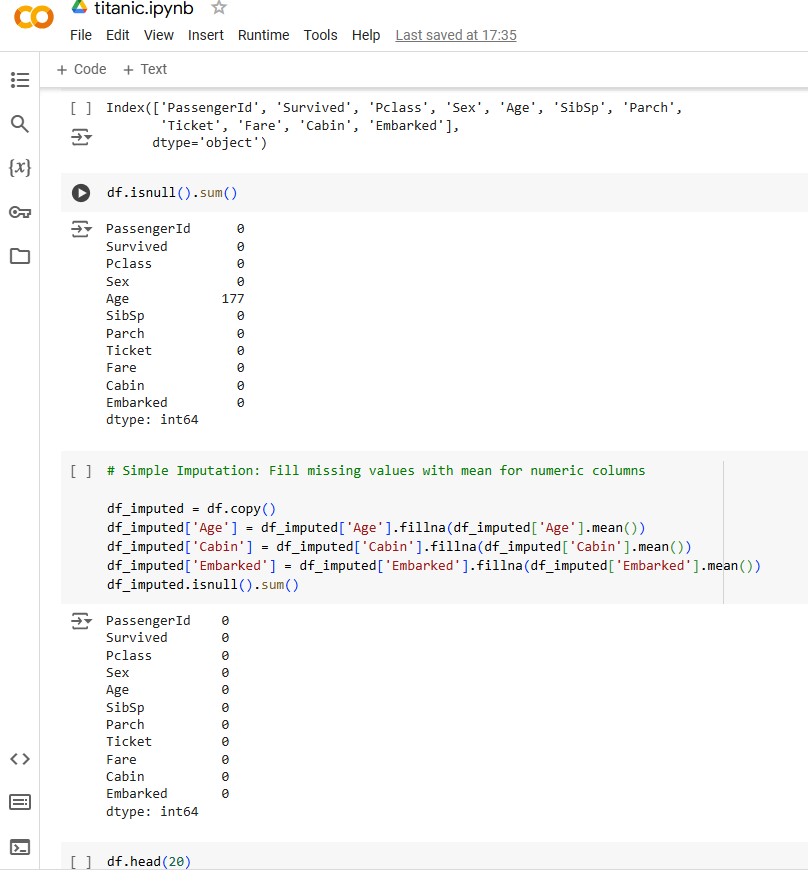 titanic.ipynb
File Edit View Insert Runtime Tools Help Last saved at 17:35
+ Code + Text
[ ] Index(['PassengerId', 'Survived', 'Pclass', 'Sex', 'Age', 'SibSp', 'Parch',
'Ticket', 'Fare', 'Cabin', 'Embarked'],
dtype='object')
{x}
df.isnull().sum()
PassengerId 0
Survived 0
Pclass 0
Sex 0
Age 177
SibSp 0
Parch 0
Ticket 0
Fare 0
Cabin 0
Embarked 0
dtype: int64
[ ] # Simple Imputation: Fill missing values with mean for numeric columns
df_imputed = df.copy()
df_imputed['Age'] = df_imputed['Age'].fillna(df_imputed['Age'].mean())
df_imputed['Cabin'] = df_imputed['Cabin'].fillna(df_imputed['Cabin'].mean())
df_imputed['Embarked'] = df_imputed['Embarked'].fillna(df_imputed['Embarked'].mean())
df_imputed.isnull().sum()
PassengerId 0
Survived 0
Pclass 0
Sex 0
Age 0
SibSp 0
Parch 0
Ticket 0
Fare 0
Cabin 0
Embarked 0
dtype: int64
[ ] df.head(20)